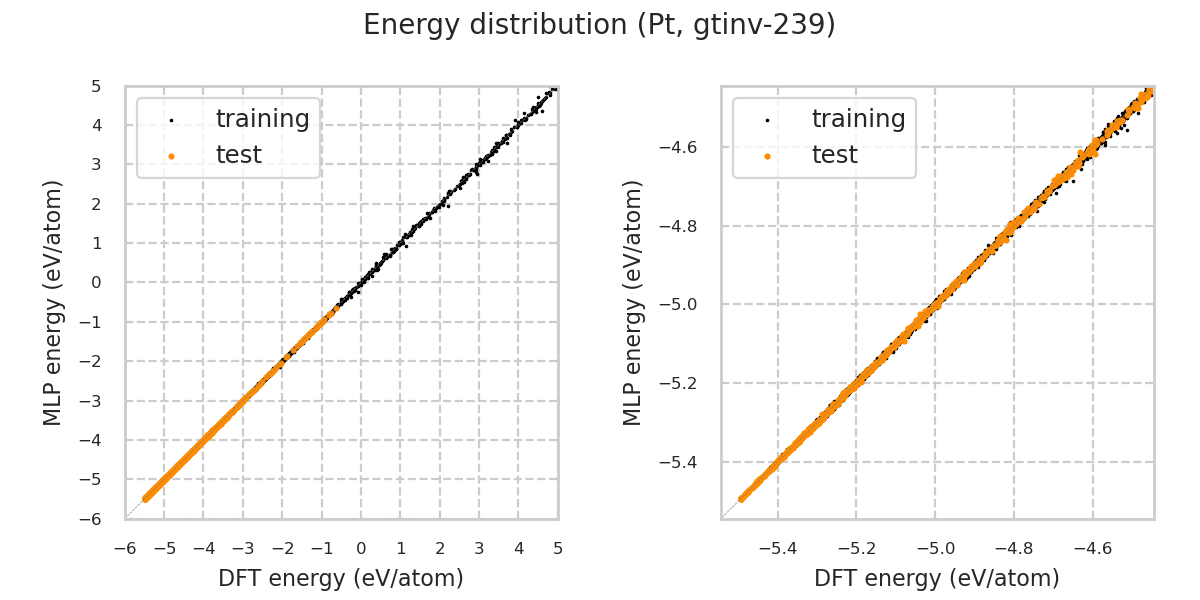 Energy distribution (Pt, gtinv-239)
5
4
3
2
1
0
−1
−2
−3
−4
−5
−6
MLP energy (eV/atom)
training
test
−6 −5 −4 −3 −2 −1 0 1 2 3 4 5
DFT energy (eV/atom)
−4.6
−4.8
−5.0
−5.2
−5.4
MLP energy (eV/atom)
training
test
−5.4 −5.2 −5.0 −4.8 −4.6
DFT energy (eV/atom)